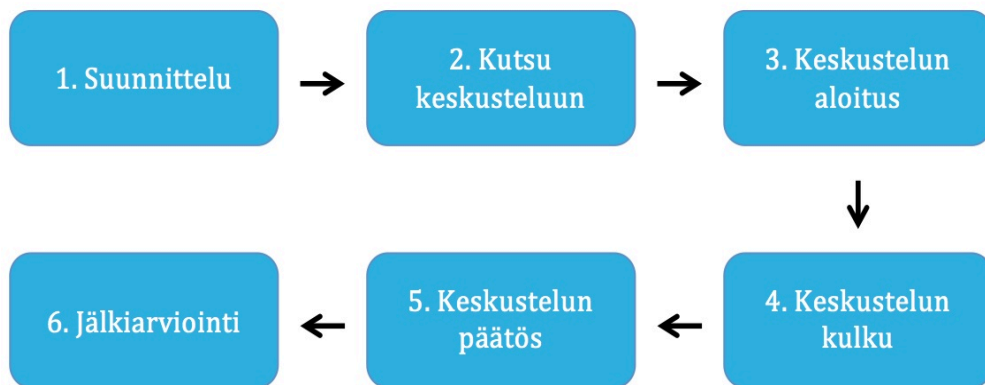 1. Suunnittelu
2. Kutsu
keskusteluun
3. Keskustelun
aloitus
4. Keskustelun
kulku
5. Keskustelun
päätös
6. Jälkiarviointi